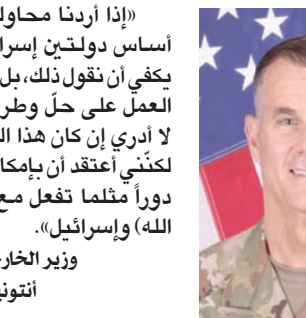 «إذا أردنا محاول
أساس دولتين إسرا
يكفي أن نقول ذلك، بل
العمل على حلّ وطر
لا أدري إن كان هذا ال
لكنّني أعتقد أن بإمكا
دوراً مثلما تفعل مع
الله) وإسرائيل».
وزير الخار
أنتوني